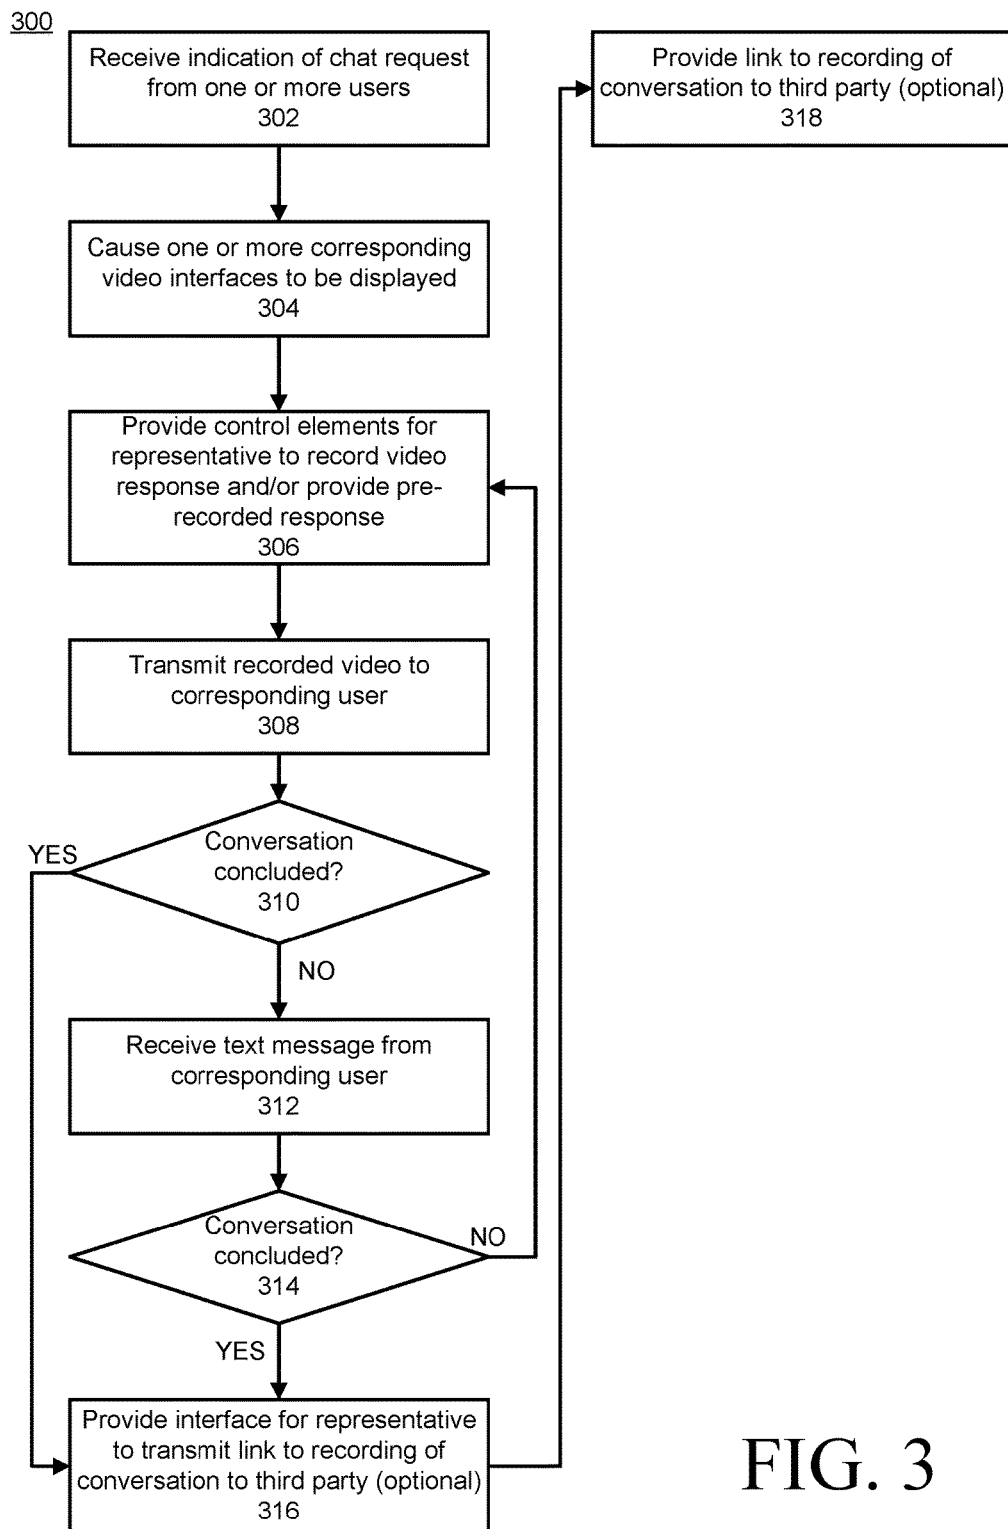 300
Receive indication of chat request
from one or more users
302
Cause one or more corresponding
video interfaces to be displayed
304
Provide control elements for
representative to record video
response and/or provide pre-
recorded response
306
Transmit recorded video to
corresponding user
308
Conversation
concluded?
310
YES
NO
Receive text message from
corresponding user
312
Conversation
concluded?
314
NO
YES
Provide interface for representative
to transmit link to recording of
conversation to third party (optional)
316
Provide link to recording of
conversation to third party (optional)
318
FIG. 3